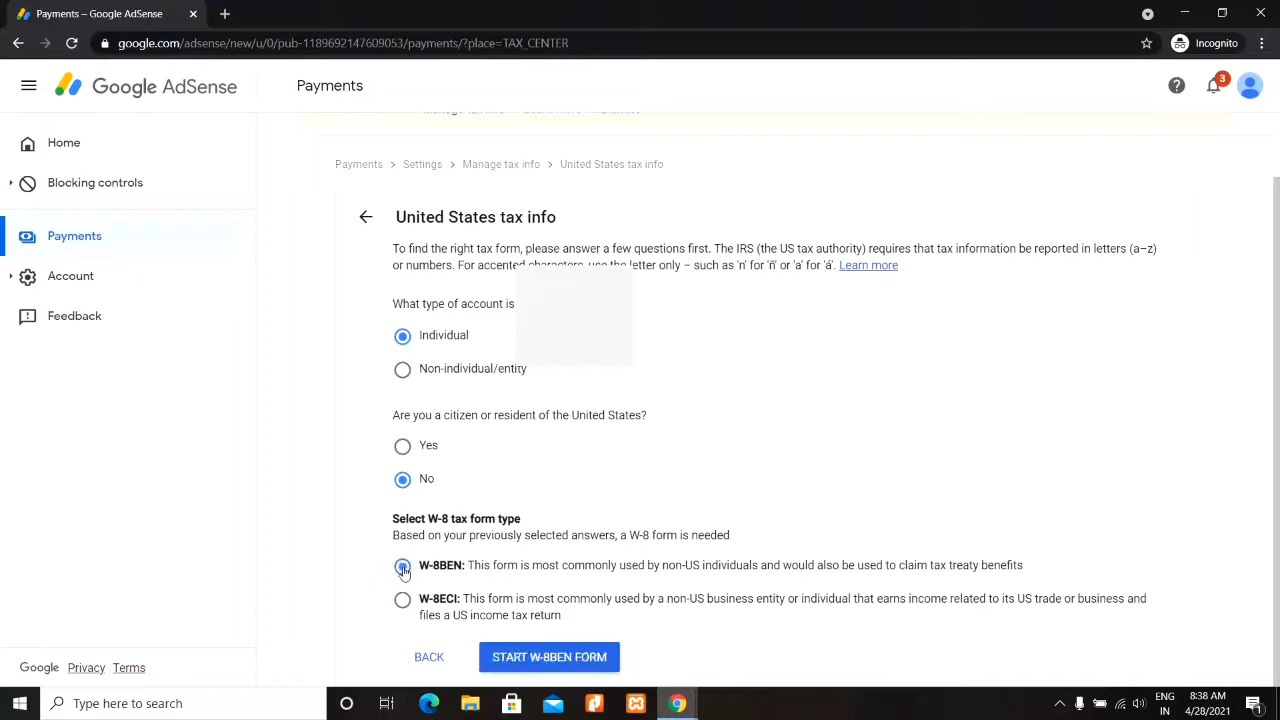 Payments – Google AdSense
google.com/adsense/new/u/0/pub-1189692147609053/payments/?place=TAX_CENTER
Incognito
Google AdSense
Payments
3
Home
Blocking controls
Payments
Account
Feedback
Payments > Settings > Manage tax info > United States tax info
United States tax info
To find the right tax form, please answer a few questions first. The IRS (the US tax authority) requires that tax information be reported in letters (a–z)
or numbers. For accented characters, use the letter only – such as 'n' for 'ñ' or 'a' for 'á'. Learn more
What type of account is
Individual
Non-individual/entity
Are you a citizen or resident of the United States?
Yes
No
Select W-8 tax form type
Based on your previously selected answers, a W-8 form is needed
W-8BEN: This form is most commonly used by non-US individuals and would also be used to claim tax treaty benefits
W-8ECI: This form is most commonly used by a non-US business entity or individual that earns income related to its US trade or business and
files a US income tax return
BACK
START W-8BEN FORM
Google Privacy Terms
Type here to search
ENG
IN
8:38 AM
4/28/2021
1